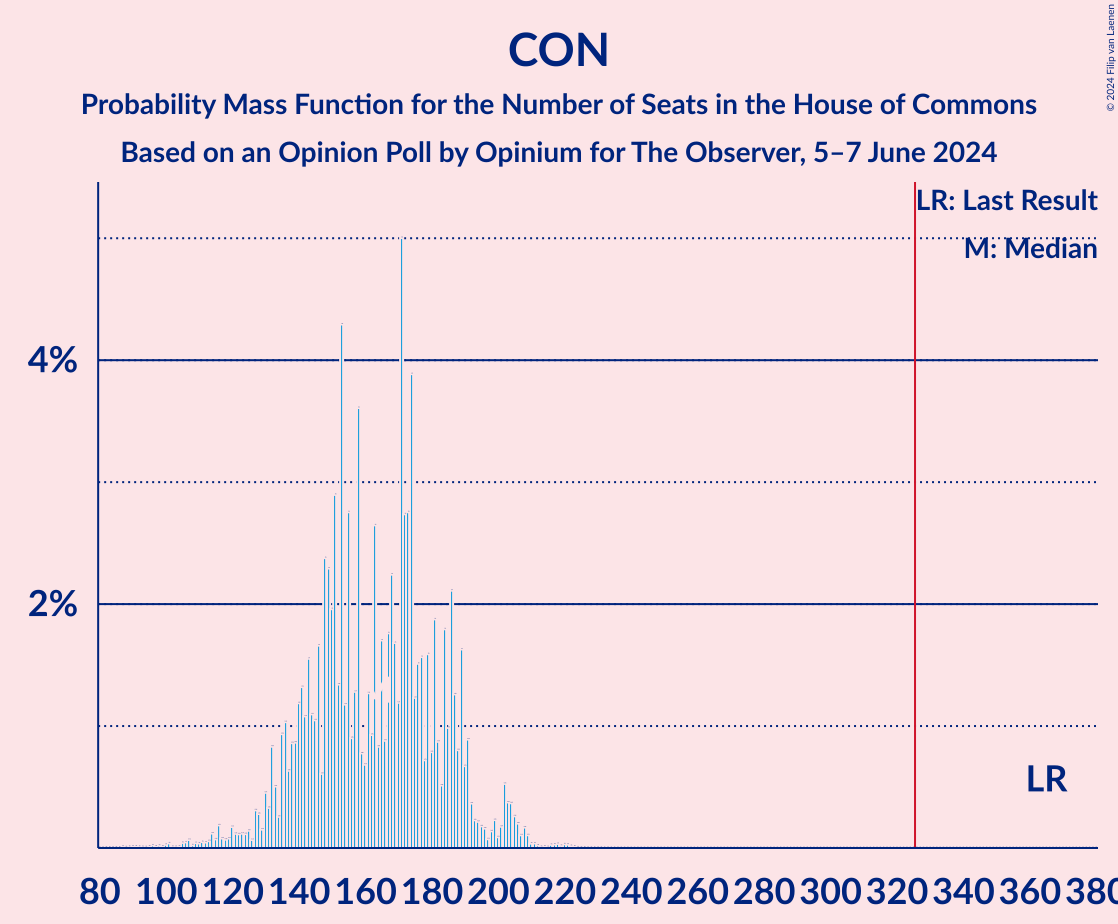 CON
Probability Mass Function for the Number of Seats in the House of Commons
Based on an Opinion Poll by Opinium for The Observer, 5–7 June 2024
© 2024 Filip van Laenen
LR: Last Result
M: Median
4%
2%
LR
80 100 120 140 160 180 200 220 240 260 280 300 320 340 360 380